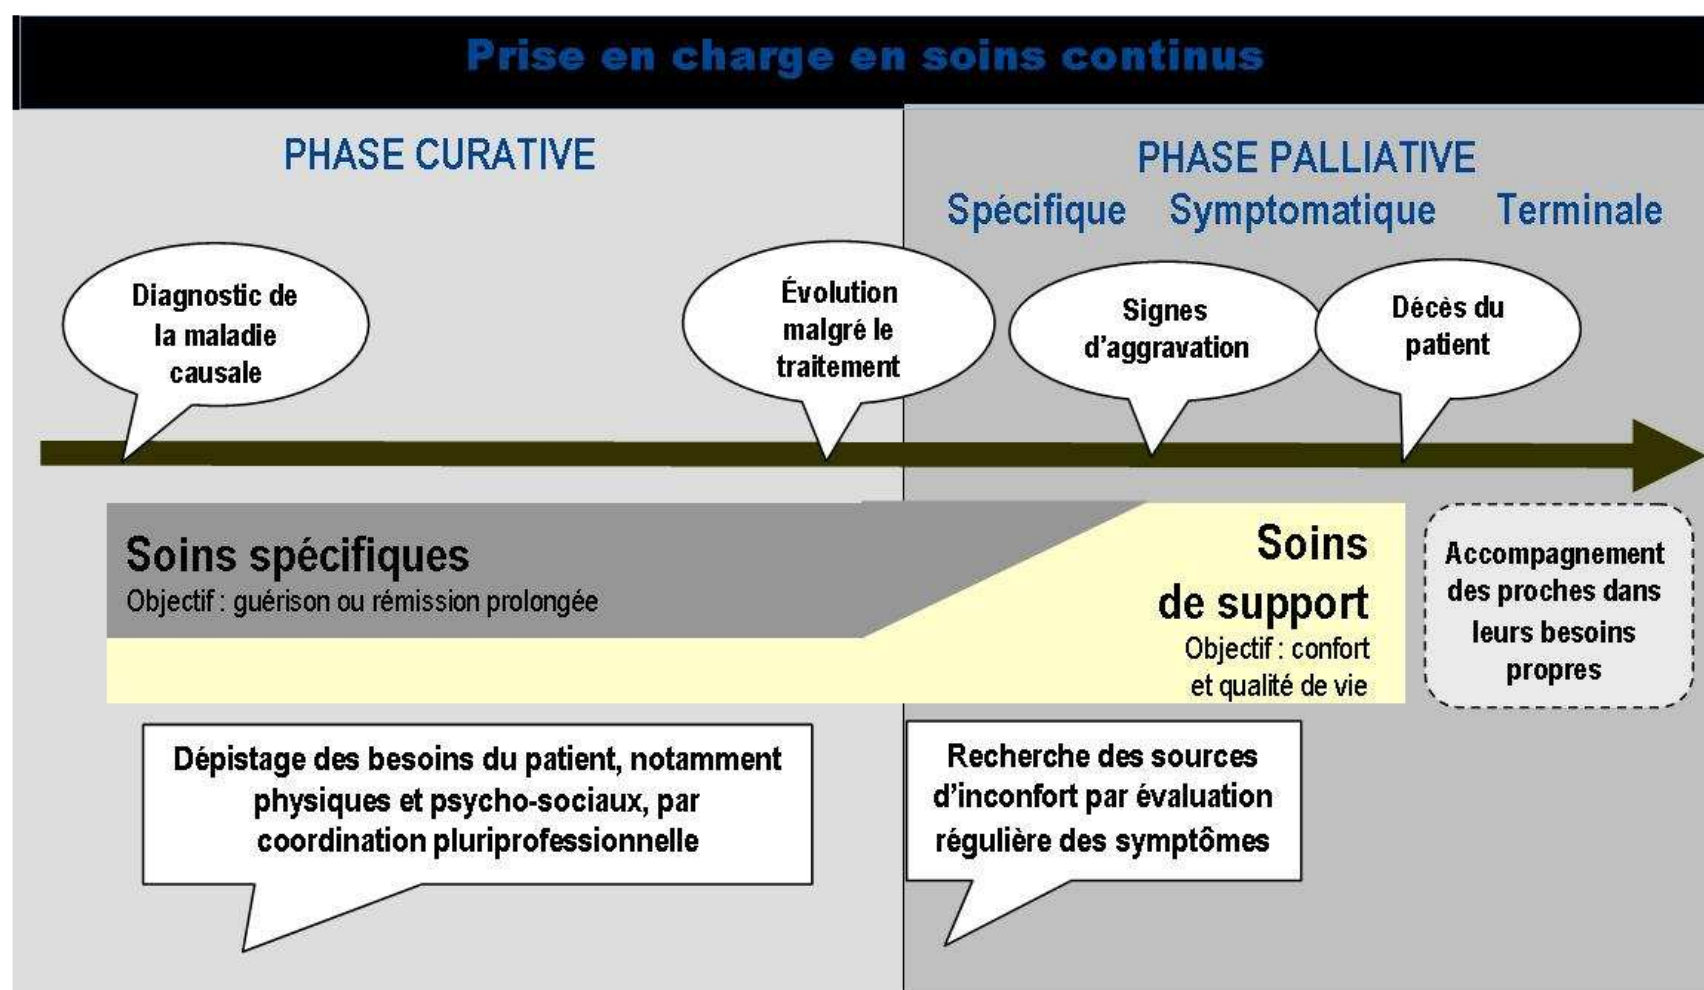 Prise en charge en soins continus
PHASE CURATIVE
PHASE PALLIATIVE
Spécifique Symptomatique Terminale
Diagnostic de
la maladie
causale
Évolution
malgré le
traitement
Signes
d'aggravation
Décès du
patient
Soins spécifiques
Objectif : guérison ou rémission prolongée
Soins
de support
Objectif : confort
et qualité de vie
Accompagnement
des proches dans
leurs besoins
propres
Dépistage des besoins du patient, notamment
physiques et psycho-sociaux, par
coordination pluriprofessionnelle
Recherche des sources
d'inconfort par évaluation
régulière des symptômes